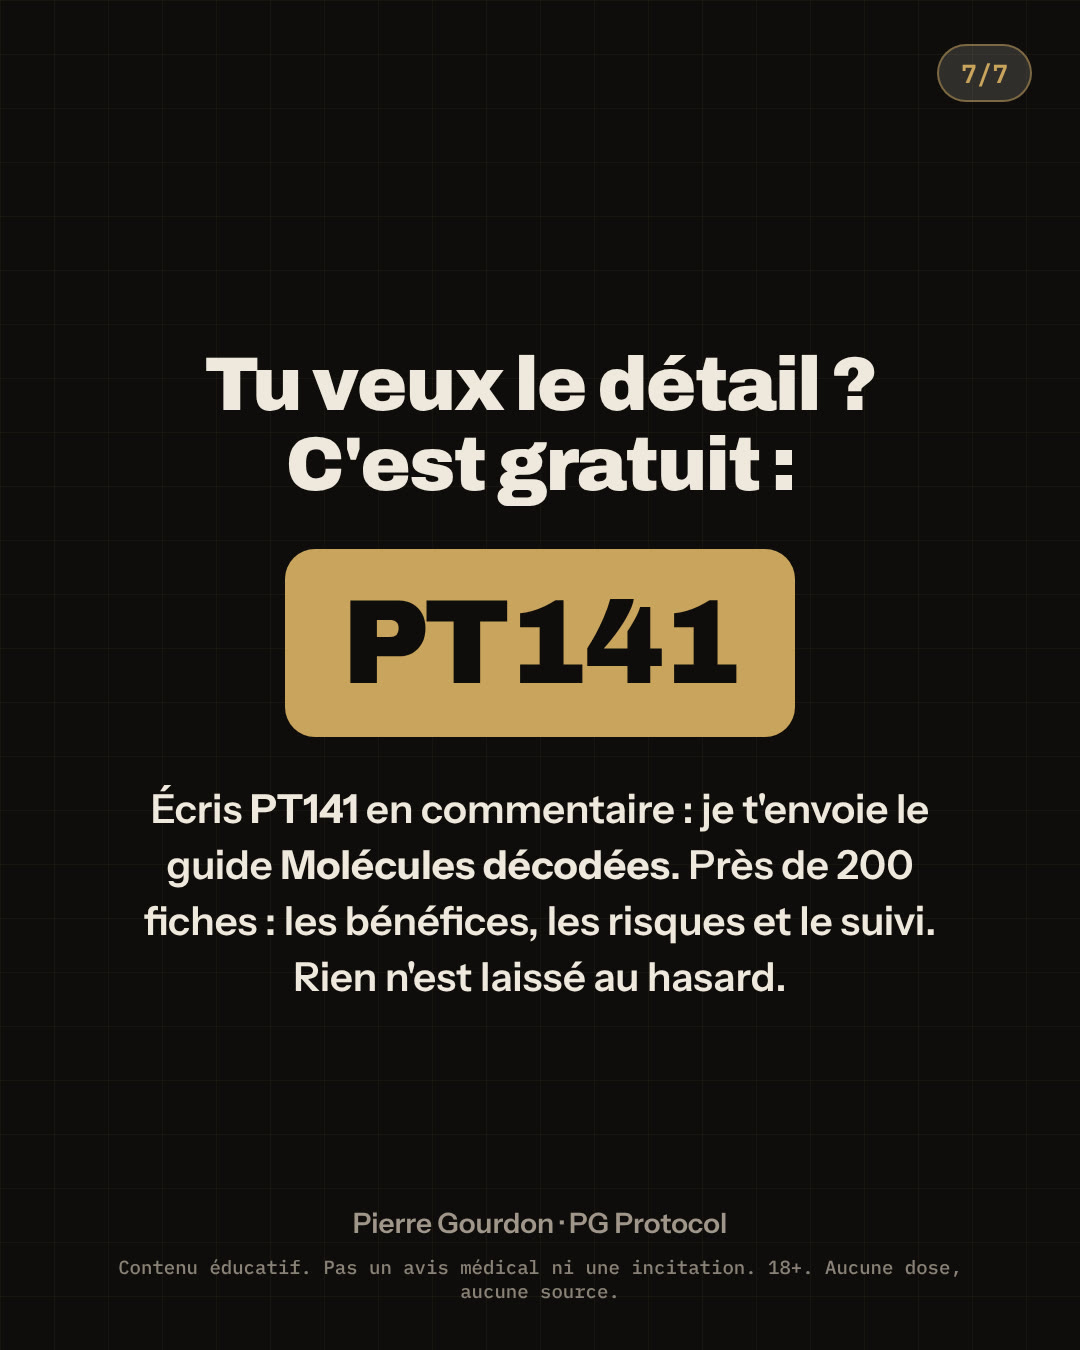 7/7
Tu veux le détail ?
C'est gratuit :
PT141
Écris PT141 en commentaire : je t'envoie le
guide Molécules décodées. Près de 200
fiches : les bénéfices, les risques et le suivi.
Rien n'est laissé au hasard.
Pierre Gourdon · PG Protocol
Contenu éducatif. Pas un avis médical ni une incitation. 18+. Aucune dose,
aucune source.